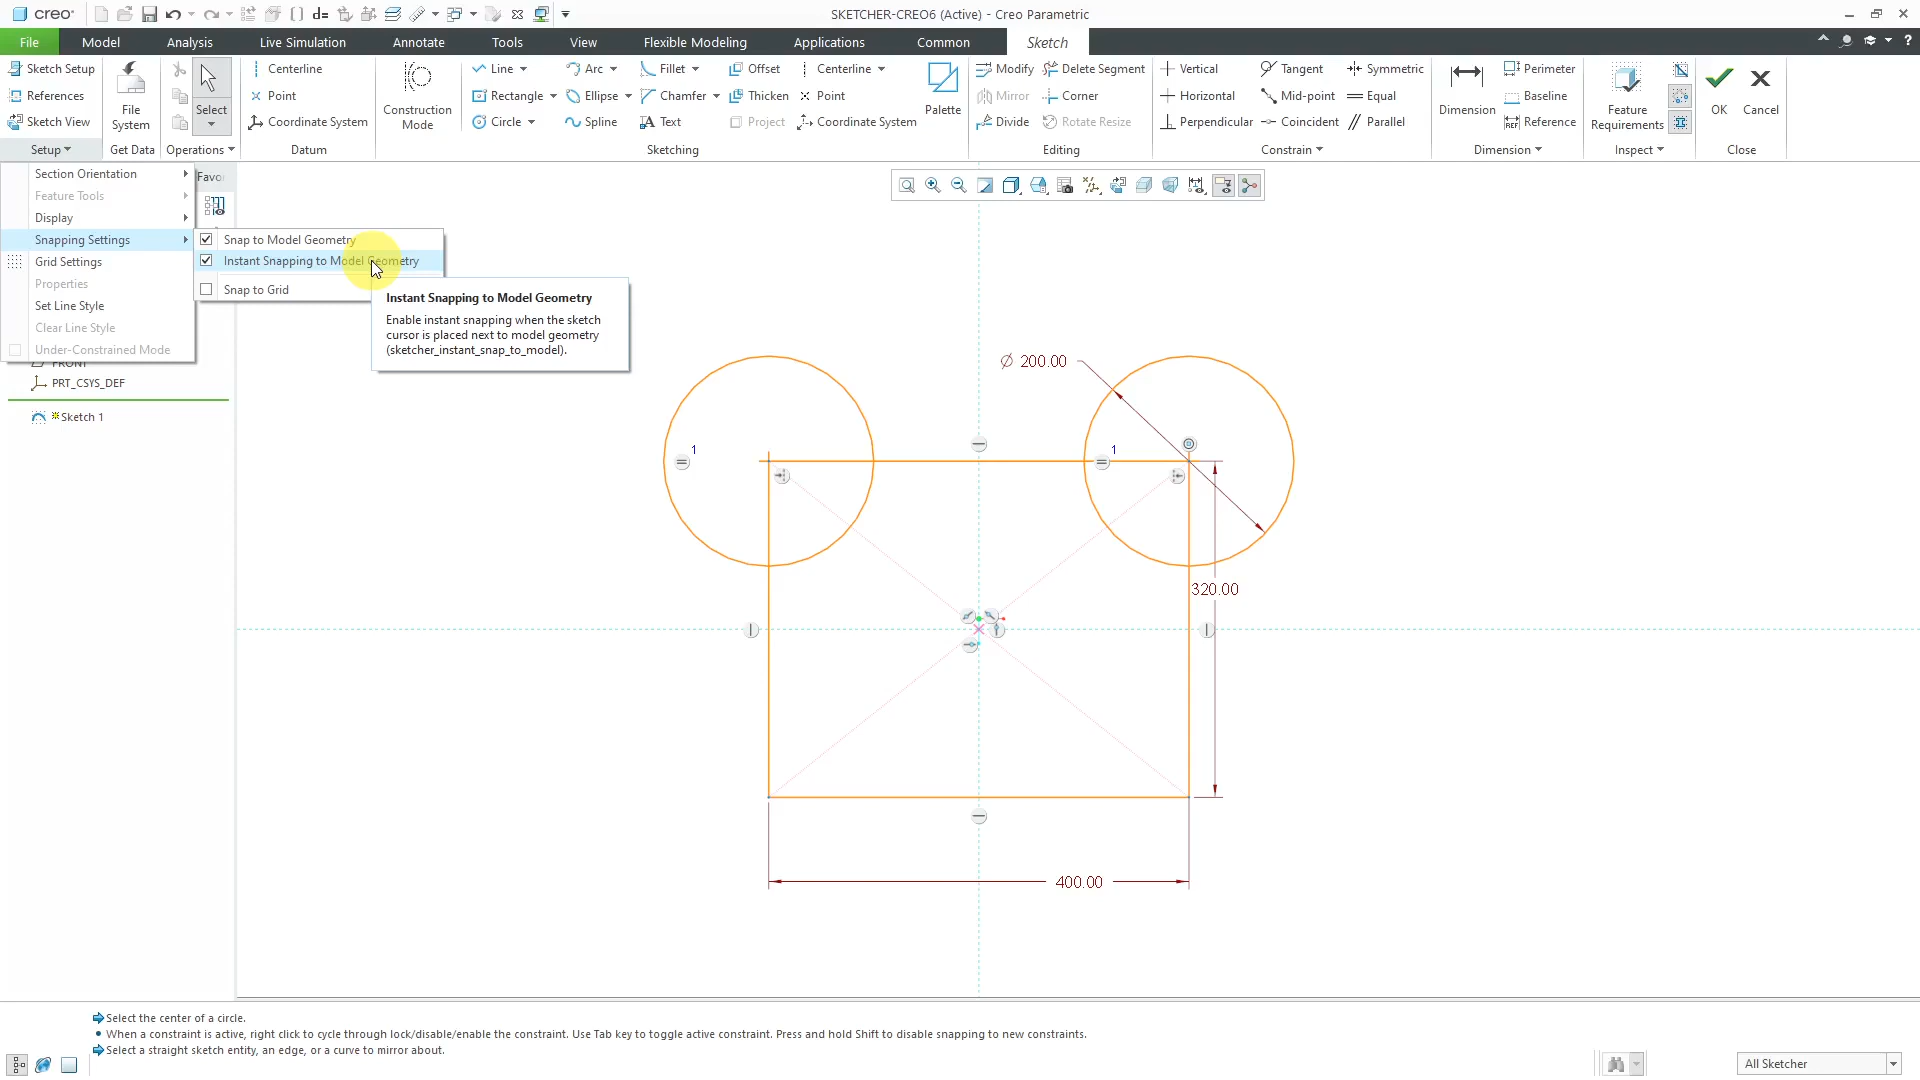 creo
SKETCHER-CREO6 (Active) - Creo Parametric
File
Model
Analysis
Live Simulation
Annotate
Tools
View
Flexible Modeling
Applications
Common
Sketch
Sketch Setup
References
Sketch View
Setup
File System
Get Data
Select
Operations
Centerline
Point
Coordinate System
Datum
Construction Mode
Line
Rectangle
Circle
Arc
Ellipse
Spline
Fillet
Chamfer
Text
Offset
Thicken
Project
Centerline
Point
Coordinate System
Palette
Sketching
Modify
Mirror
Divide
Delete Segment
Corner
Rotate Resize
Editing
Vertical
Horizontal
Perpendicular
Tangent
Mid-point
Coincident
Symmetric
Equal
Parallel
Constrain
Dimension
Perimeter
Baseline
Reference
Dimension
Feature Requirements
Inspect
OK
Cancel
Close
Section Orientation
Feature Tools
Display
Snapping Settings
Grid Settings
Properties
Set Line Style
Clear Line Style
Under-Constrained Mode
Favo
Snap to Model Geometry
Instant Snapping to Model Geometry
Snap to Grid
Instant Snapping to Model Geometry
Enable instant snapping when the sketch
cursor is placed next to model geometry
(sketcher_instant_snap_to_model).
FRONT
PRT_CSYS_DEF
Sketch 1
Ø 200.00
1
1
320.00
400.00
Select the center of a circle.
• When a constraint is active, right click to cycle through lock/disable/enable the constraint. Use Tab key to toggle active constraint. Press and hold Shift to disable snapping to new constraints.
Select a straight sketch entity, an edge, or a curve to mirror about.
All Sketcher